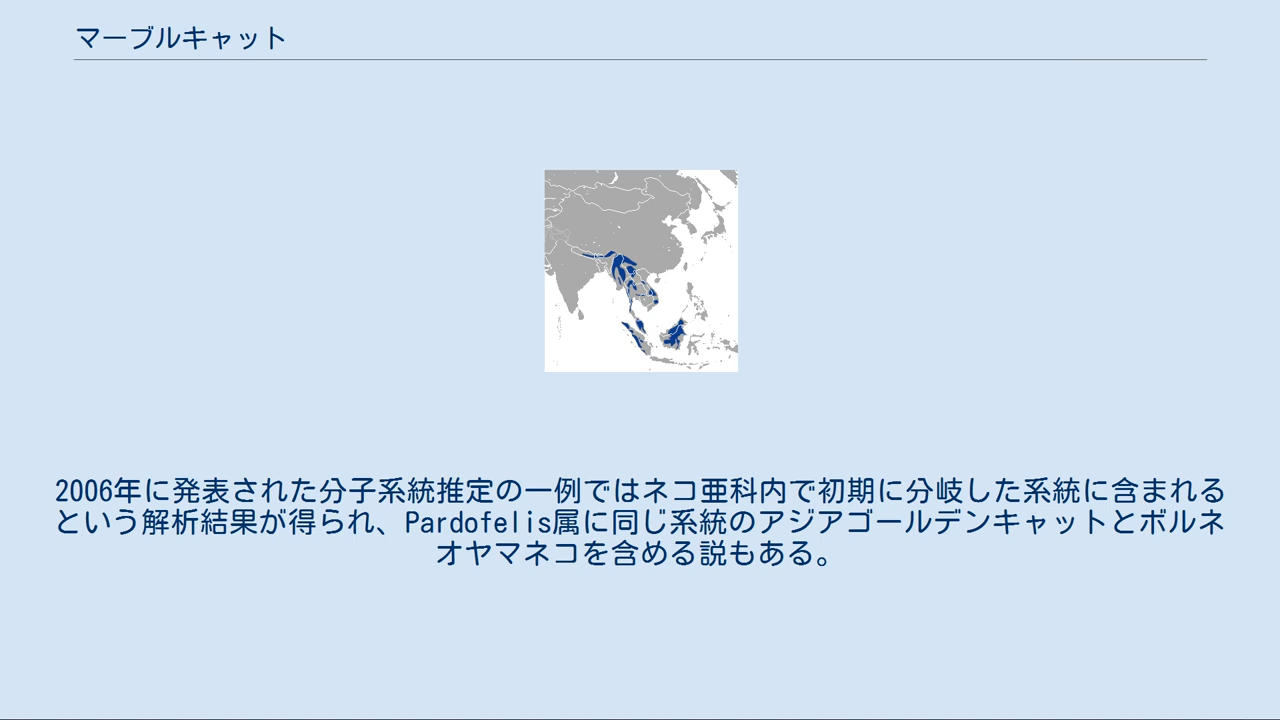 マーブルキャット
2006年に発表された分子系統推定の一例ではネコ亜科内で初期に分岐した系統に含まれる
という解析結果が得られ、Pardofelis属に同じ系統のアジアゴールデンキャットとボルネ
オヤマネコを含める説もある。